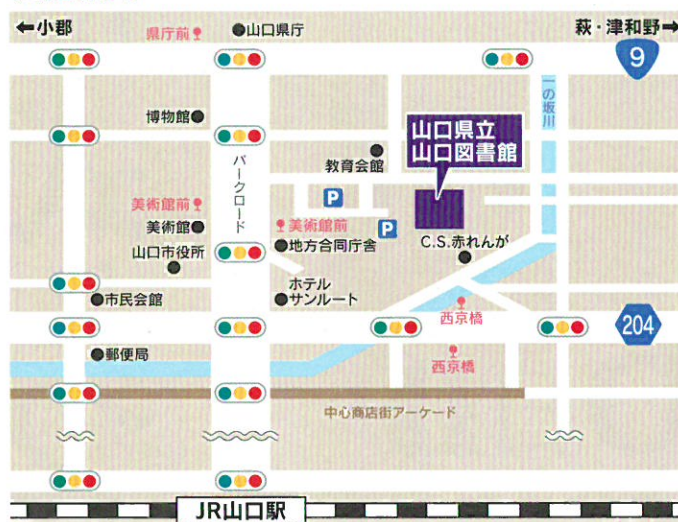 ←小郡
県庁前
山口県庁
萩・津和野→
9
一の坂川
博物館
山口県立
山口図書館
教育会館
パークロード
P
美術館前
美術館
美術館前
P
山口市役所
地方合同庁舎
C.S.赤れんが
ホテル
サンルート
市民会館
西京橋
204
郵便局
西京橋
中心商店街アーケード
JR山口駅